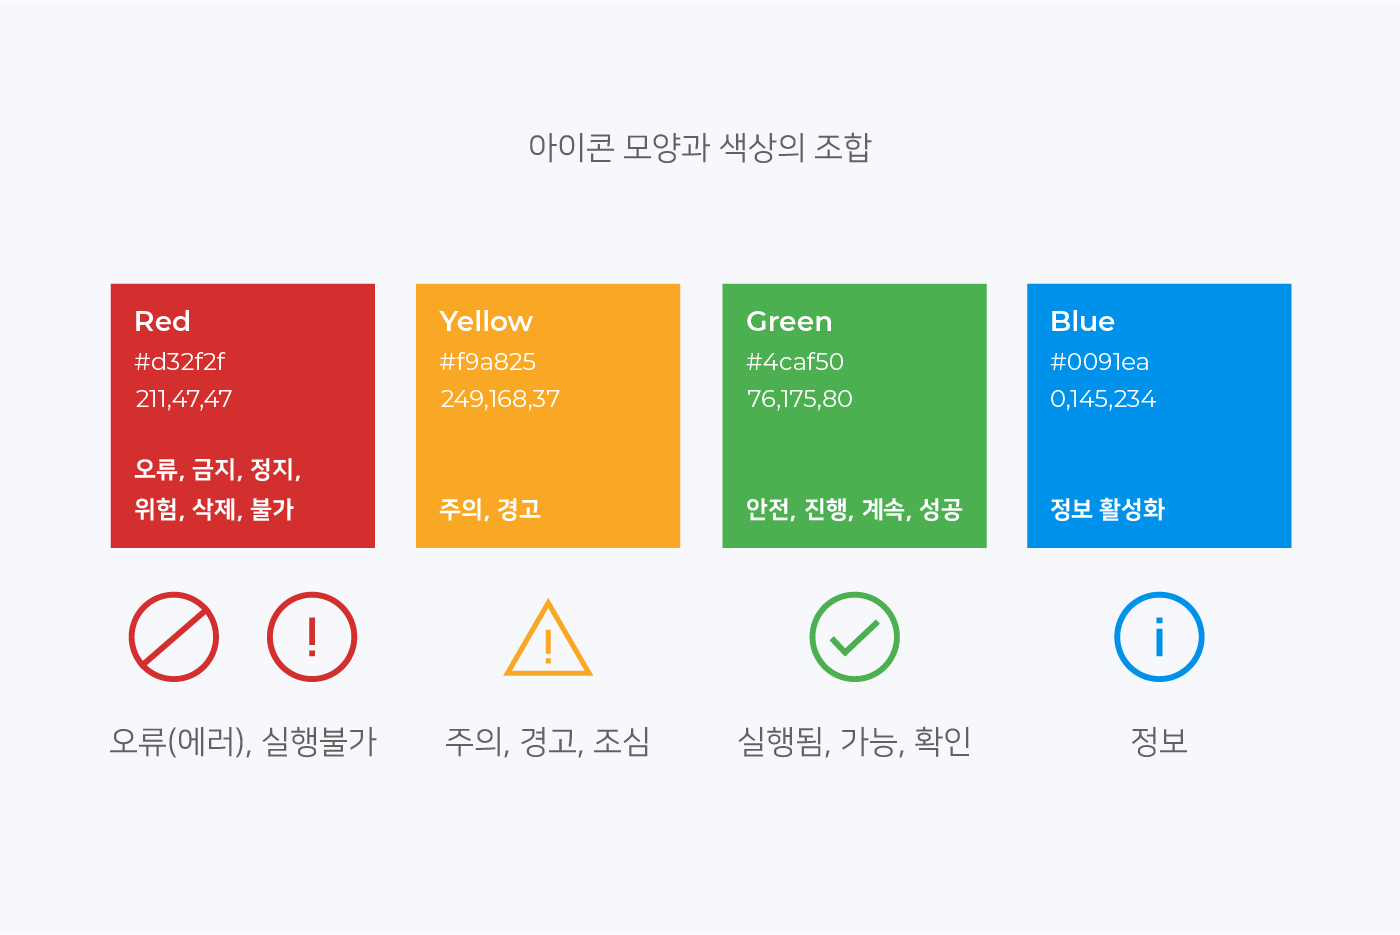 아이콘 모양과 색상의 조합
Red
#d32f2f
211,47,47
오류, 금지, 정지,
위험, 삭제, 불가
오류(에러), 실행불가
Yellow
#f9a825
249,168,37
주의, 경고
주의, 경고, 조심
Green
#4caf50
76,175,80
안전, 진행, 계속, 성공
실행됨, 가능, 확인
Blue
#0091ea
0,145,234
정보 활성화
정보